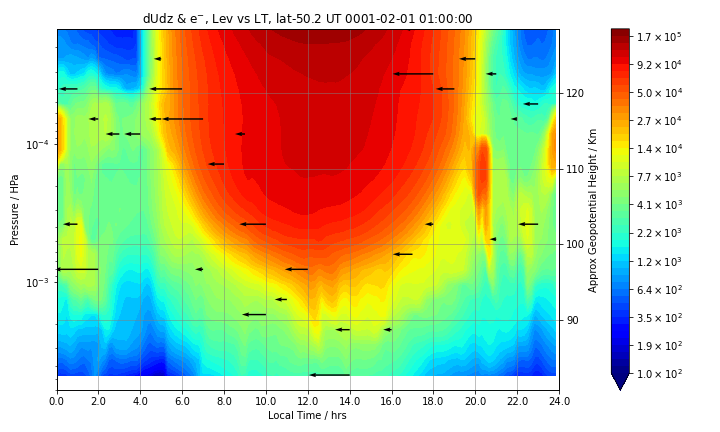 dUdz & e⁻, Lev vs LT, lat-50.2 UT 0001-02-01 01:00:00
Pressure / HPa
10⁻⁴
10⁻³
0.0 2.0 4.0 6.0 8.0 10.0 12.0 14.0 16.0 18.0 20.0 22.0 24.0
Local Time / hrs
120
110
100
90
Approx Geopotential Height / Km
1.7 × 10⁵
9.2 × 10⁴
5.0 × 10⁴
2.7 × 10⁴
1.4 × 10⁴
7.7 × 10³
4.1 × 10³
2.2 × 10³
1.2 × 10³
6.4 × 10²
3.5 × 10²
1.9 × 10²
1.0 × 10²